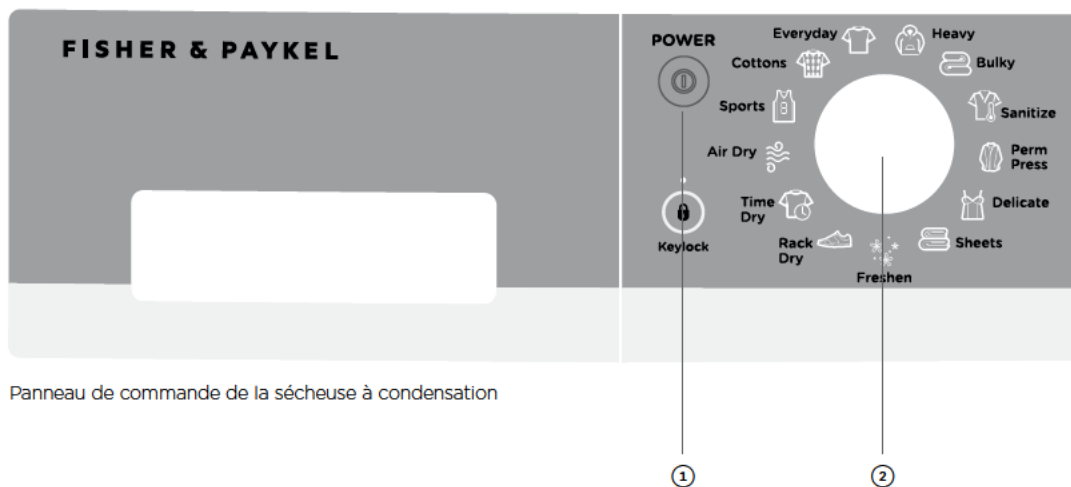 FISHER & PAYKEL
POWER
Everyday
Heavy
Cottons
Bulky
Sports
8
Sanitize
Air Dry
Perm
Press
Time
Dry
Delicate
Keylock
Rack
Dry
Sheets
Freshen
Panneau de commande de la sécheuse à condensation
1
2